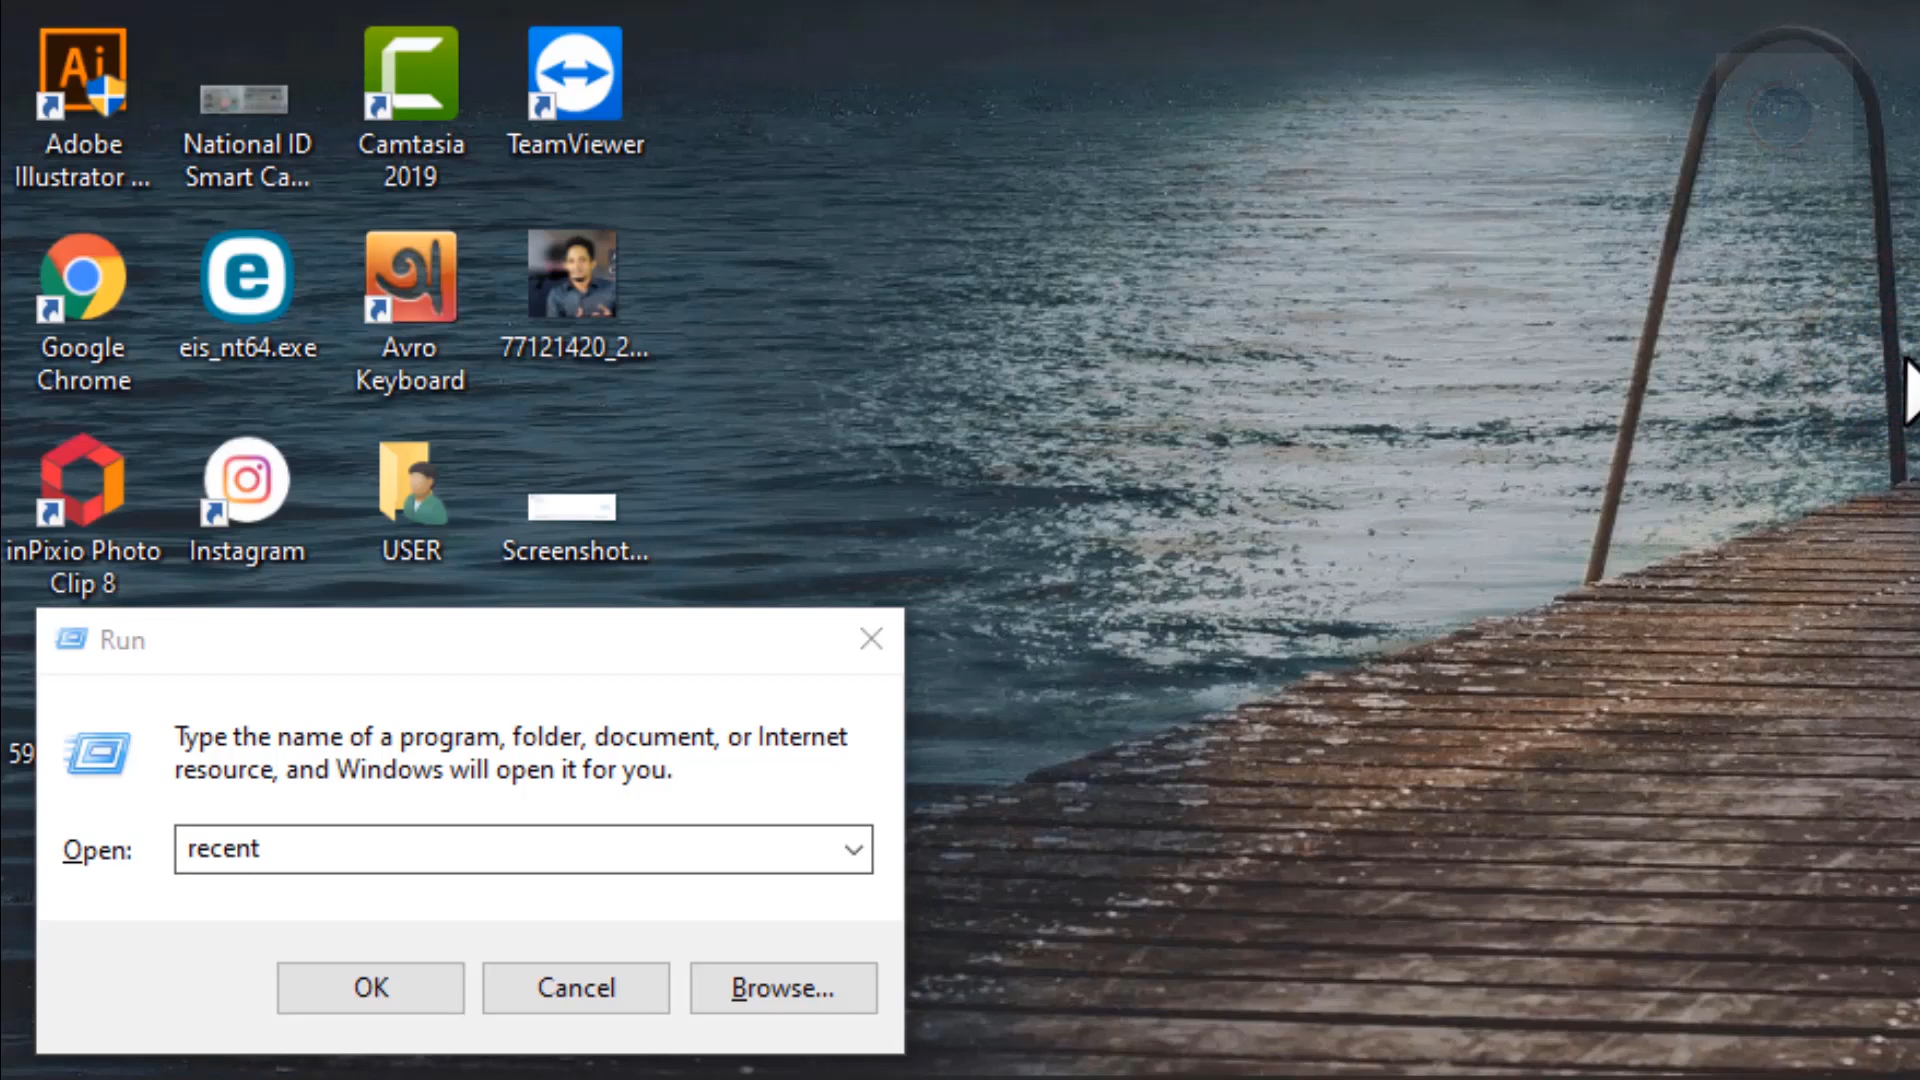 Ai
Adobe
Illustrator ...
National ID
Smart Ca...
Camtasia
2019
TeamViewer
Google
Chrome
e
eis_nt64.exe
অ
Avro
Keyboard
77121420_2...
inPixio Photo
Clip 8
Instagram
USER
Screenshot...
59
Run
Type the name of a program, folder, document, or Internet
resource, and Windows will open it for you.
Open:
recent
OK
Cancel
Browse...